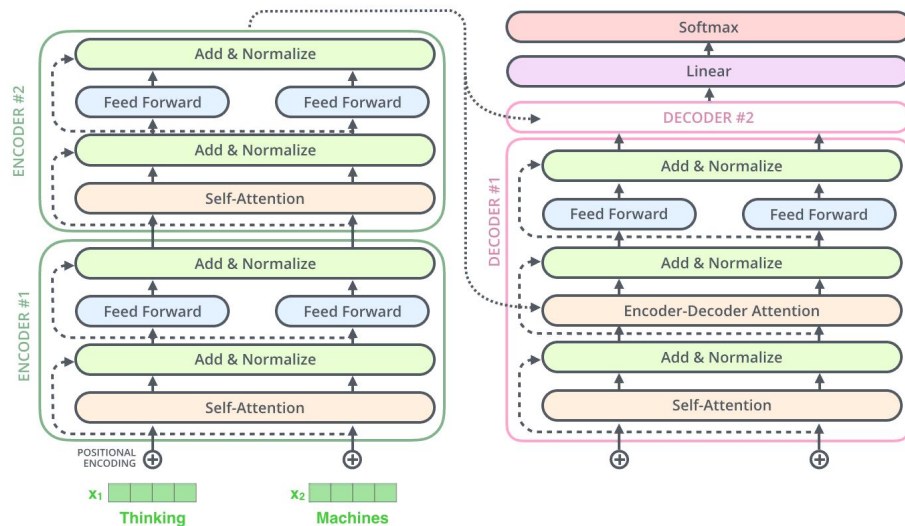 ENCODER #2
Add & Normalize
Feed Forward Feed Forward
Add & Normalize
Self-Attention
ENCODER #1
Add & Normalize
Feed Forward Feed Forward
Add & Normalize
Self-Attention
POSITIONAL
ENCODING
x₁ x₂
Thinking Machines
Softmax
Linear
DECODER #2
DECODER #1
Add & Normalize
Feed Forward Feed Forward
Add & Normalize
Encoder-Decoder Attention
Add & Normalize
Self-Attention